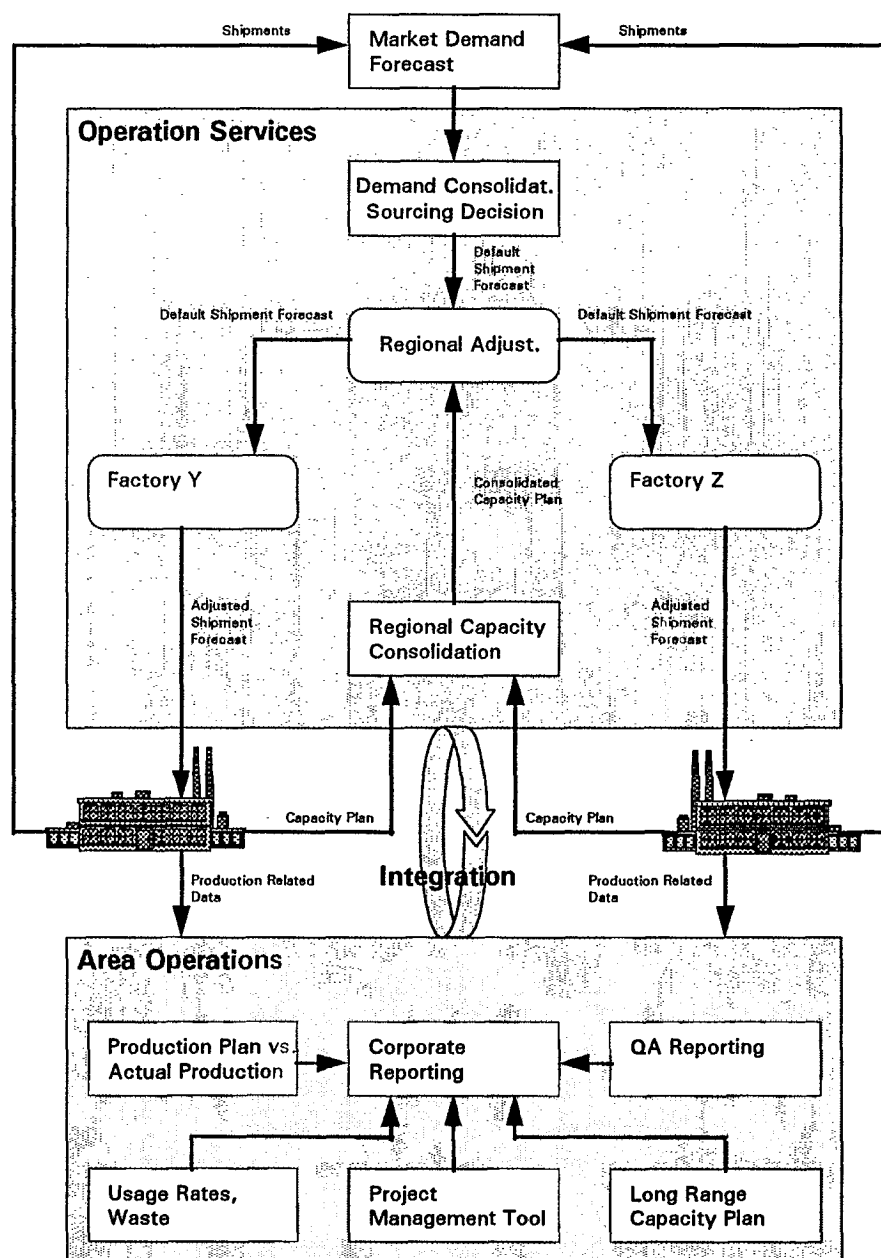 Shipments
Market Demand
Forecast
Shipments
Operation Services
Demand Consolidat.
Sourcing Decision
Default
Shipment
Forecast
Default Shipment Forecast
Regional Adjust.
Default Shipment Forecast
Factory Y
Consolidated
Capacity Plan
Factory Z
Adjusted
Shipment
Forecast
Regional Capacity
Consolidation
Adjusted
Shipment
Forecast
Capacity Plan
Capacity Plan
Production Related
Data
Integration
Production Related
Data
Area Operations
Production Plan vs.
Actual Production
Corporate
Reporting
QA Reporting
Usage Rates,
Waste
Project
Management Tool
Long Range
Capacity Plan